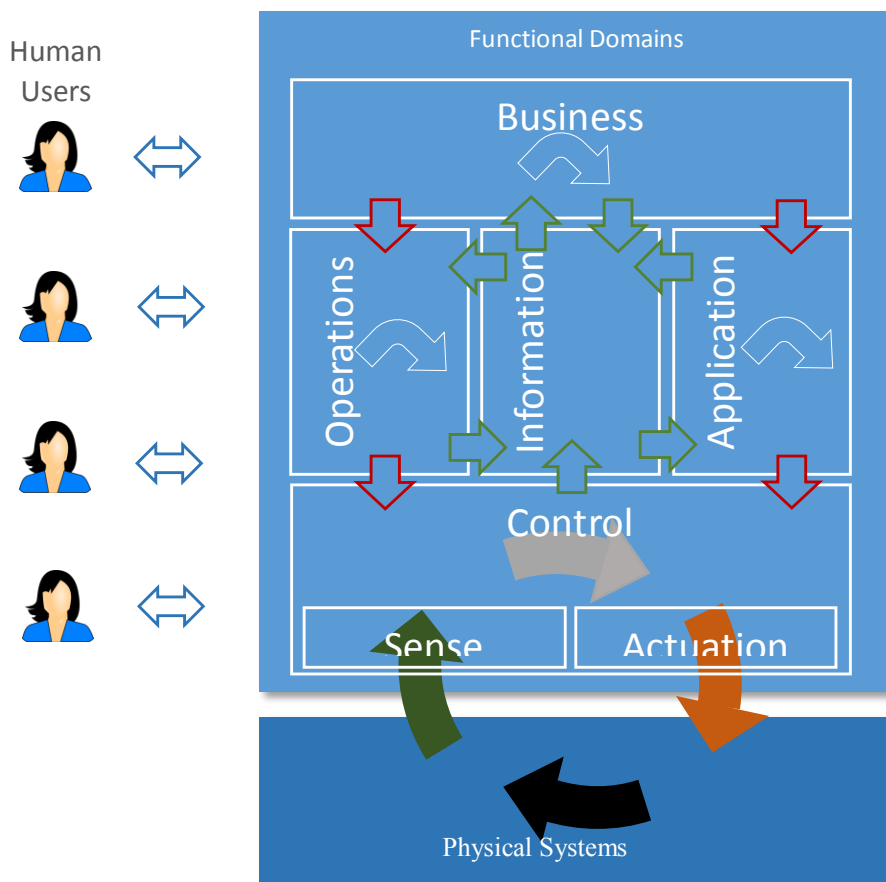 Human
Users
Functional Domains
Business
Operations
Information
Application
Control
Sense
Actuation
Physical Systems